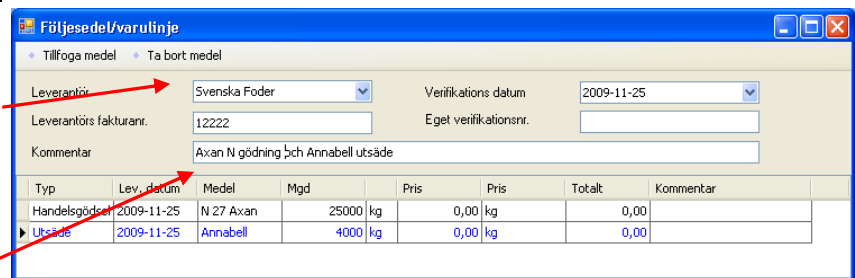 Följesedel/varulinje
Tillfoga medel Ta bort medel
Leverantör Svenska Foder Verifikations datum 2009-11-25
Leverantörs fakturanr. 12222 Eget verifikationsnr.
Kommentar Axan N gödning och Annabell utsäde
Typ Lev. datum Medel Mgd Pris Pris Totalt Kommentar
Handelsgödsel 2009-11-25 N 27 Axan 25000 kg 0,00 kg 0,00
Utsäde 2009-11-25 Annabell 4000 kg 0,00 kg 0,00